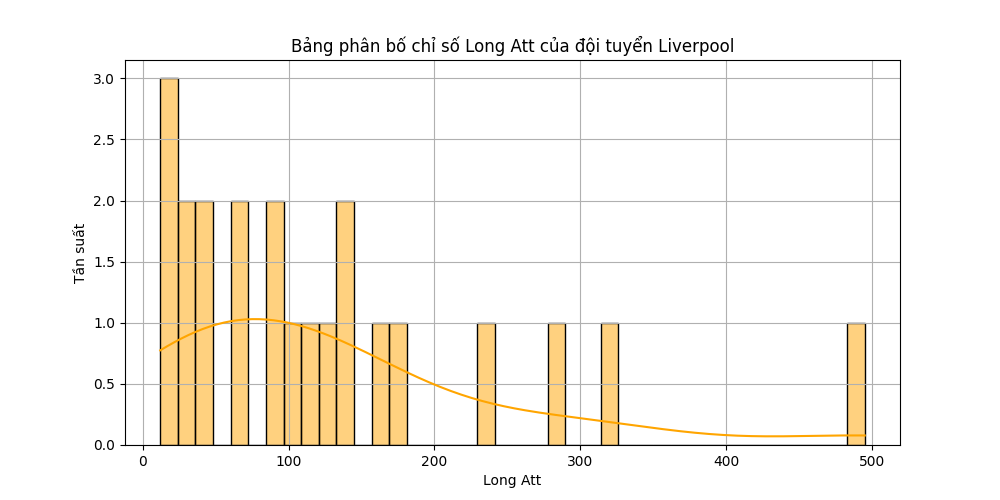 Bảng phân bố chỉ số Long Att của đội tuyển Liverpool
Tần suất
3.0
2.5
2.0
1.5
1.0
0.5
0.0
0 100 200 300 400 500
Long Att